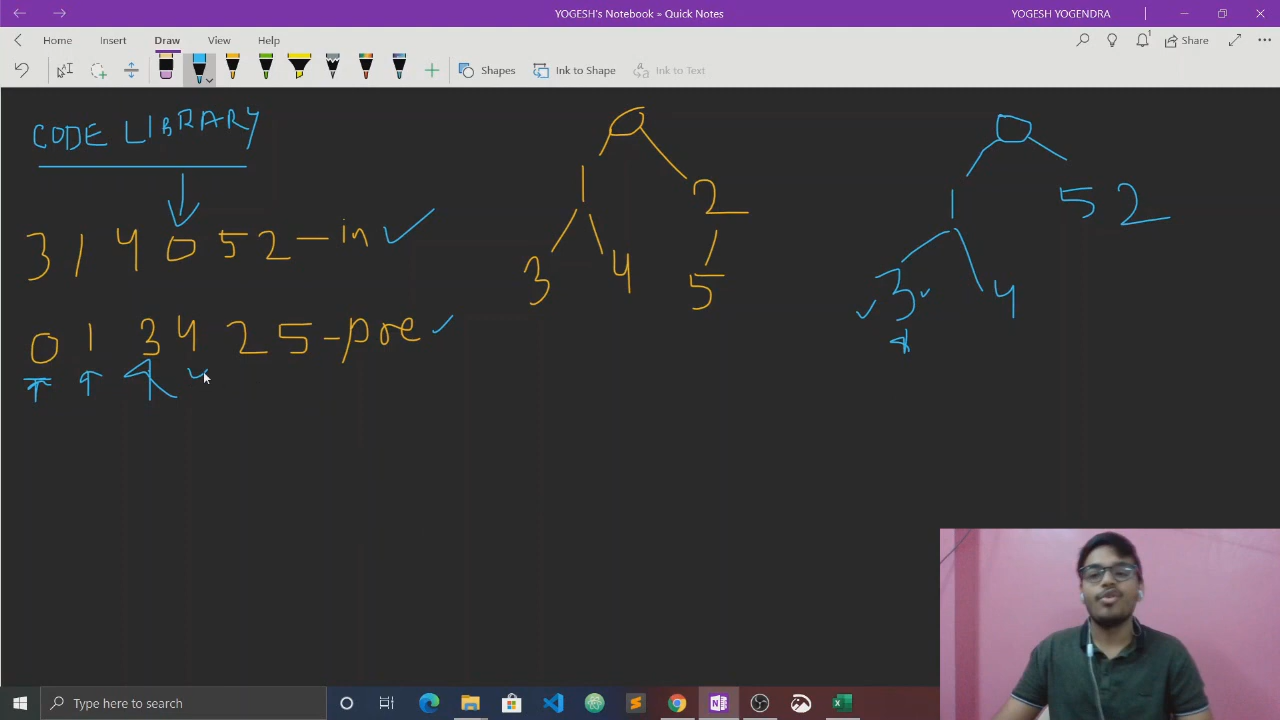 YOGESH's Notebook » Quick Notes
YOGESH YOGENDRA
Home Insert Draw View Help
Share
Shapes Ink to Shape Ink to Text
CODE LIBRARY
3 1 4 0 5 2 — in
0 1 3 4 2 5 - pre
0
1 2
3 4 5
0
1 5 2
3 4
Type here to search